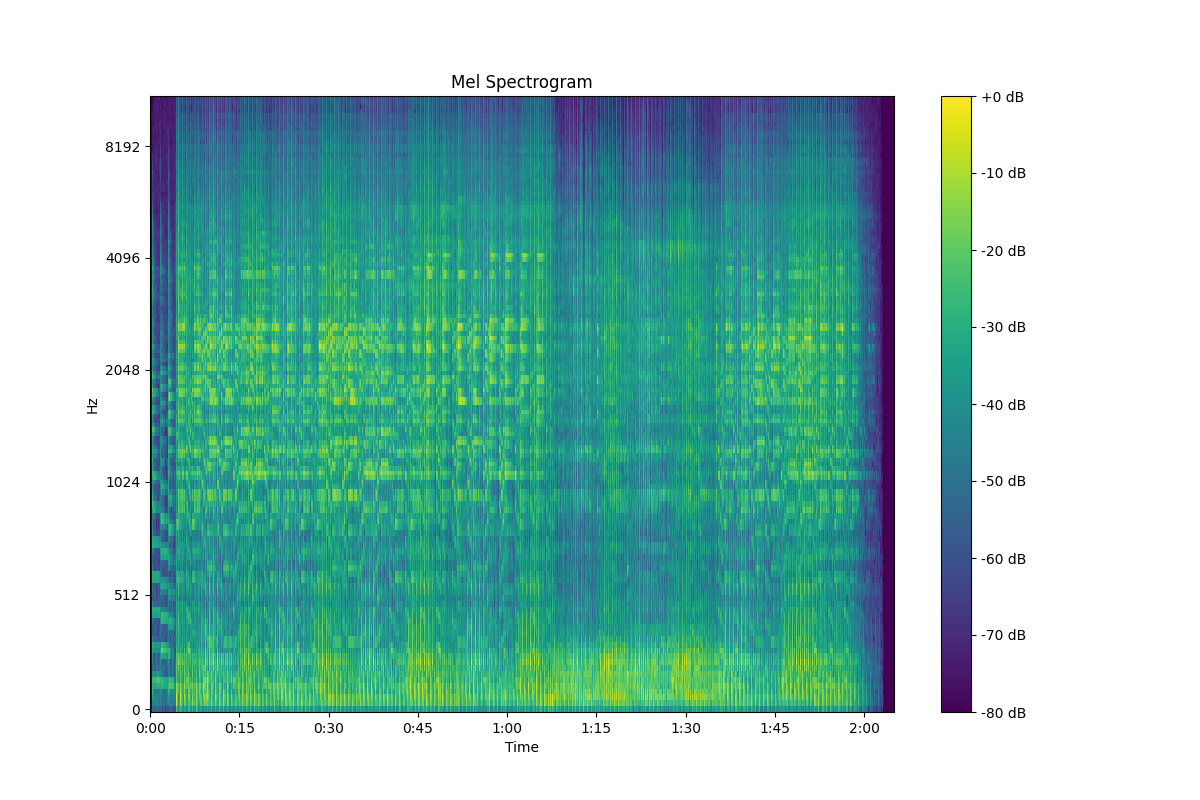 Mel Spectrogram
Hz
8192
4096
2048
1024
512
0
0:00 0:15 0:30 0:45 1:00 1:15 1:30 1:45 2:00
Time
+0 dB
-10 dB
-20 dB
-30 dB
-40 dB
-50 dB
-60 dB
-70 dB
-80 dB